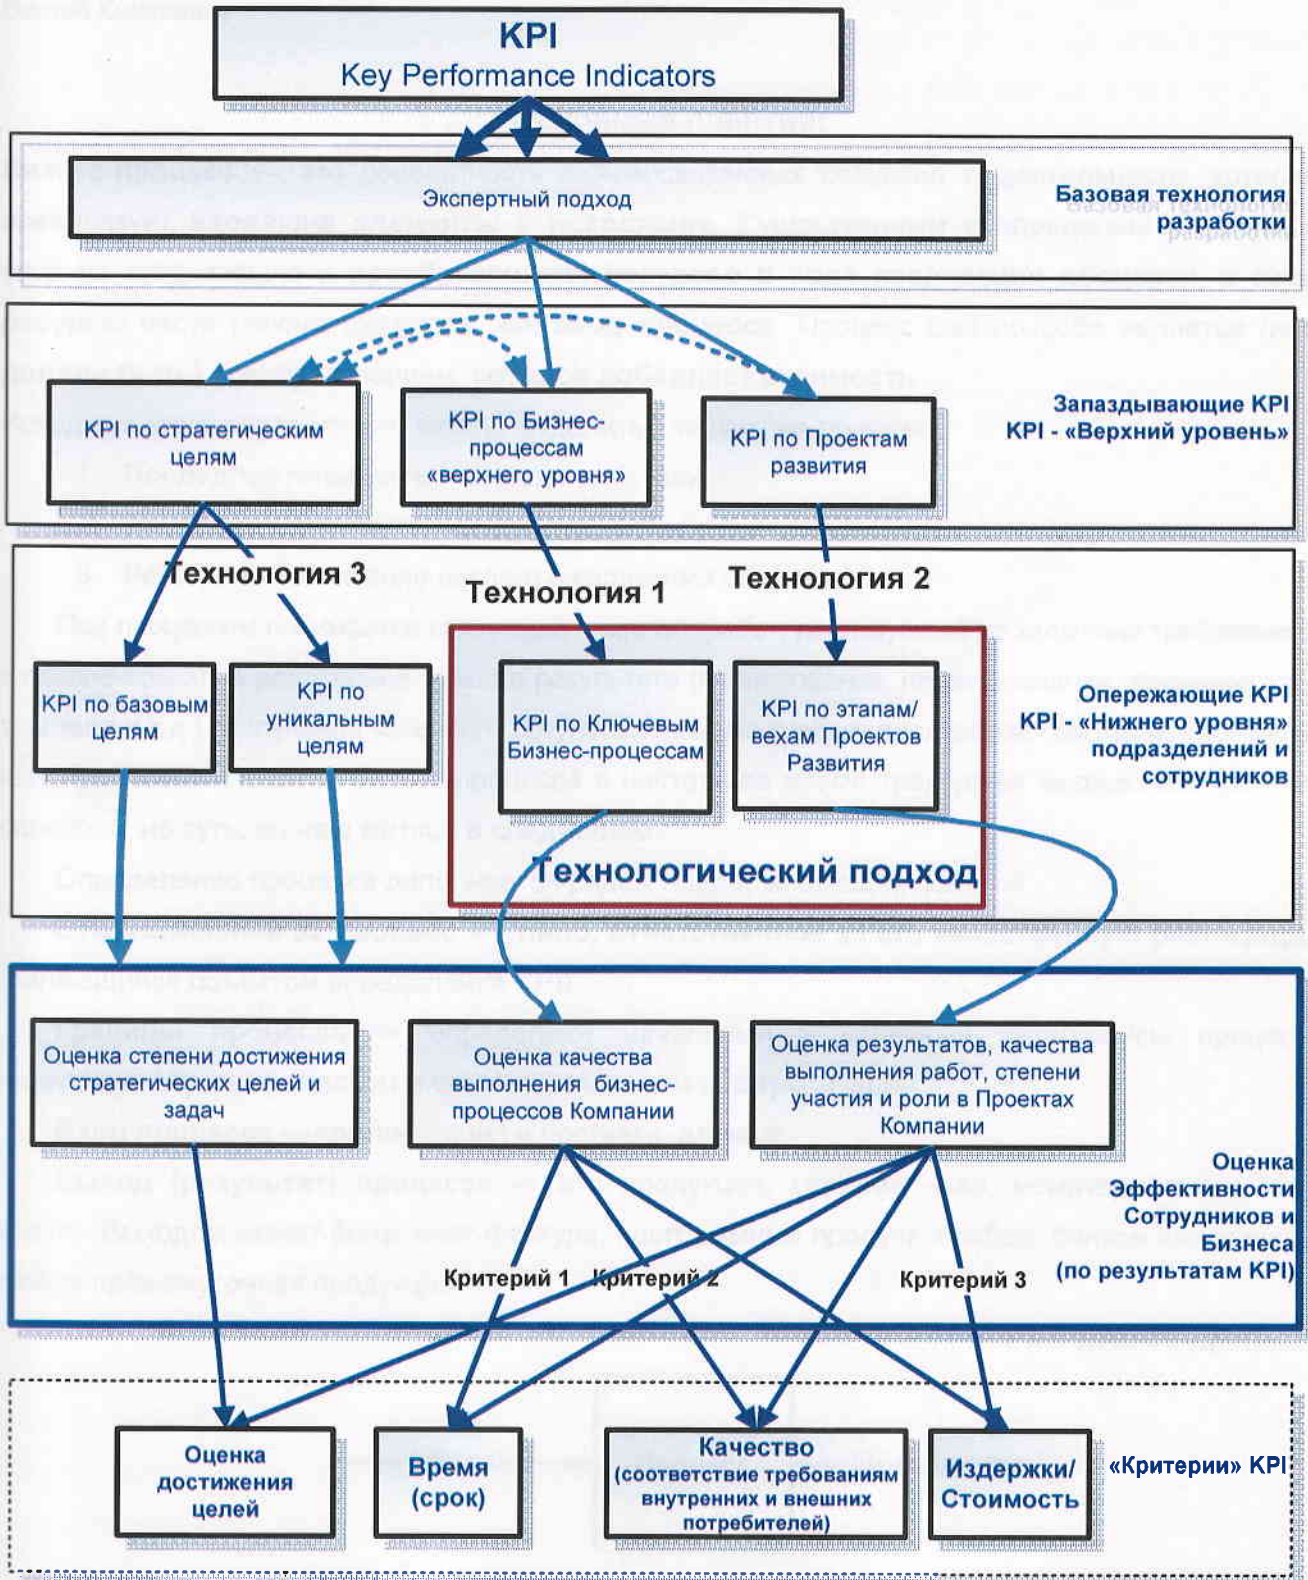 KPI
Key Performance Indicators
Экспертный подход
Базовая технология
разработки
KPI по стратегическим
целям
KPI по Бизнес-
процессам
«верхнего уровня»
KPI по Проектам
развития
Запаздывающие KPI
KPI - «Верхний уровень»
Технология 3
Технология 1
Технология 2
KPI по базовым
целям
KPI по
уникальным
целям
KPI по Ключевым
Бизнес-процессам
KPI по этапам/
вехам Проектов
Развития
Опережающие KPI
KPI - «Нижнего уровня»
подразделений и
сотрудников
Технологический подход
Оценка степени достижения
стратегических целей и
задач
Оценка качества
выполнения бизнес-
процессов Компании
Оценка результатов, качества
выполнения работ, степени
участия и роли в Проектах
Компании
Оценка
Эффективности
Сотрудников и
Бизнеса
(по результатам KPI)
Критерий 1
Критерий 2
Критерий 3
Оценка
достижения
целей
Время
(срок)
Качество
(соответствие требованиям
внутренних и внешних
потребителей)
Издержки/
Стоимость
«Критерии» KPI